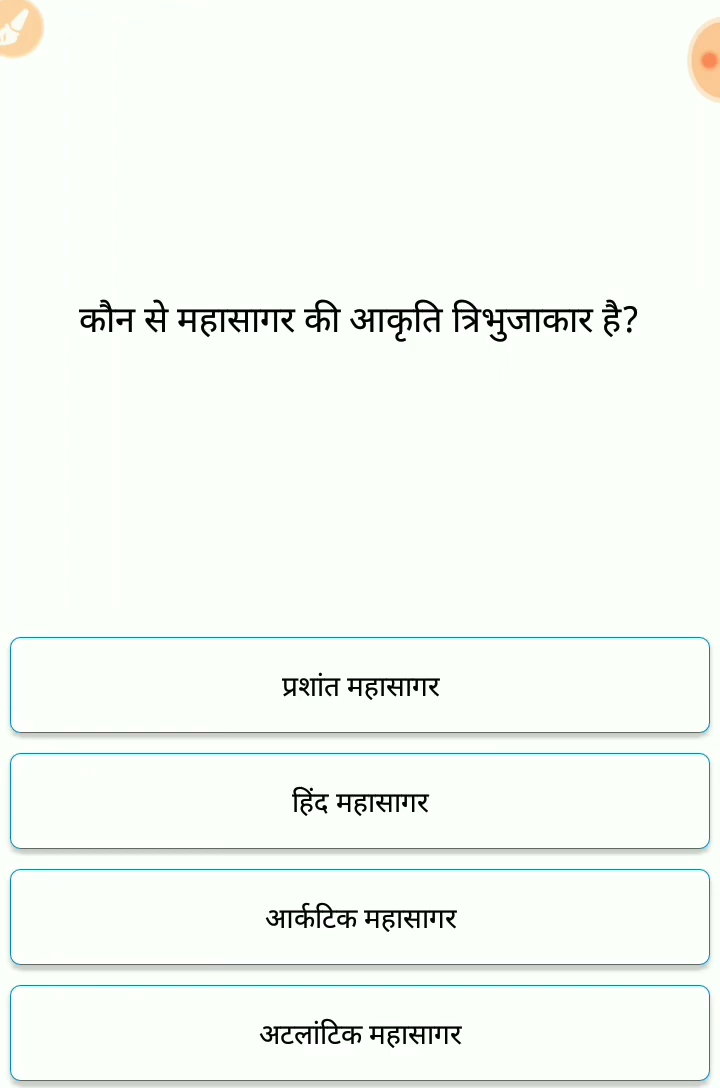 कौन से महासागर की आकृति त्रिभुजाकार है?
प्रशांत महासागर
हिंद महासागर
आर्कटिक महासागर
अटलांटिक महासागर